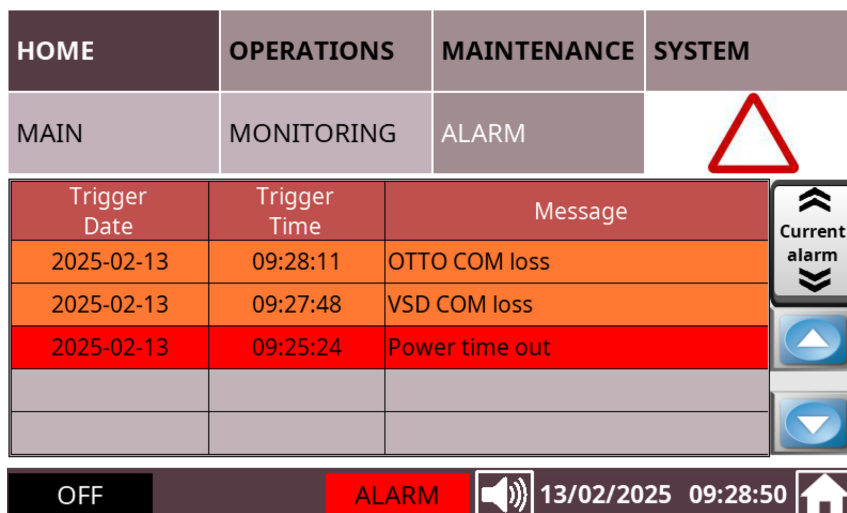 HOME OPERATIONS MAINTENANCE SYSTEM
MAIN MONITORING ALARM
Trigger Date Trigger Time Message
2025-02-13 09:28:11 OTTO COM loss
2025-02-13 09:27:48 VSD COM loss
2025-02-13 09:25:24 Power time out
Current
alarm
OFF ALARM 13/02/2025 09:28:50